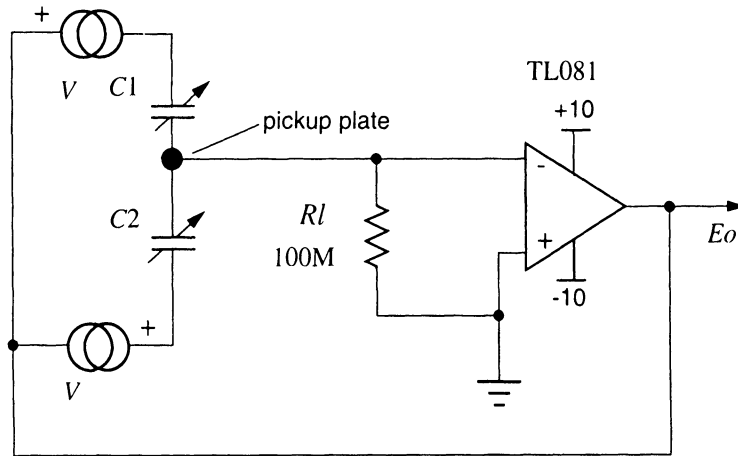 +
V
C1
TL081
+10
pickup plate
-
C2
Rl
100M
+
Eo
-10
+
V